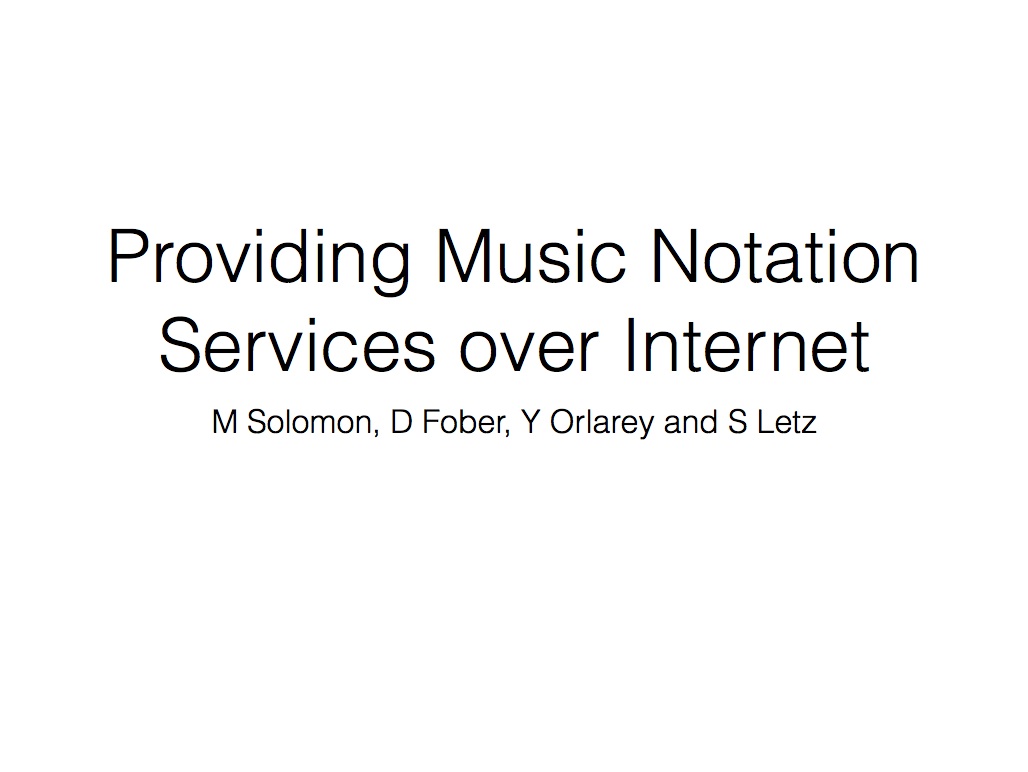 Providing Music Notation
Services over Internet
M Solomon, D Fober, Y Orlarey and S Letz